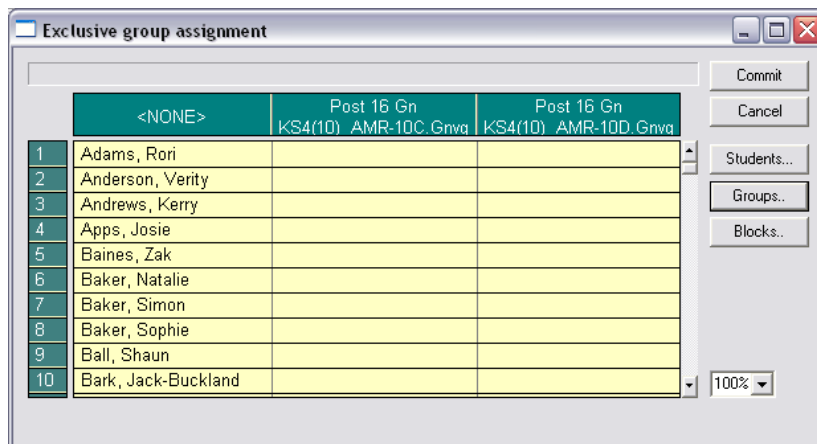 Exclusive group assignment
Commit
Cancel
Students...
Groups..
Blocks..
<NONE>
Post 16 Gn
KS4(10)_AMR-10C.Gnvq
Post 16 Gn
KS4(10)_AMR-10D.Gnvq
1 Adams, Rori
2 Anderson, Verity
3 Andrews, Kerry
4 Apps, Josie
5 Baines, Zak
6 Baker, Natalie
7 Baker, Simon
8 Baker, Sophie
9 Ball, Shaun
10 Bark, Jack-Buckland
100%